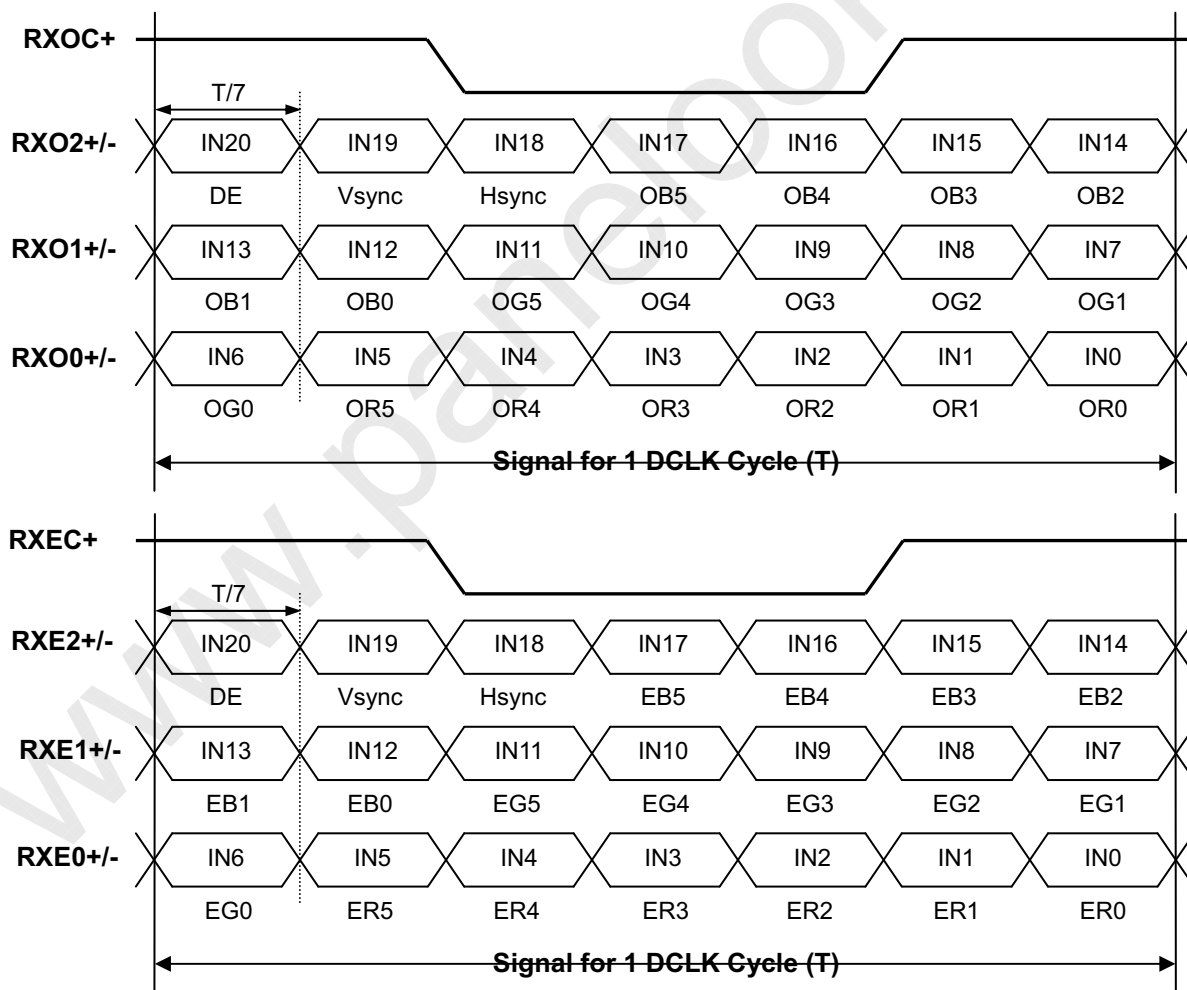 RXOC+
T/7
RXO2+/- IN20 IN19 IN18 IN17 IN16 IN15 IN14
DE Vsync Hsync OB5 OB4 OB3 OB2
RXO1+/- IN13 IN12 IN11 IN10 IN9 IN8 IN7
OB1 OB0 OG5 OG4 OG3 OG2 OG1
RXO0+/- IN6 IN5 IN4 IN3 IN2 IN1 IN0
OG0 OR5 OR4 OR3 OR2 OR1 OR0
Signal for 1 DCLK Cycle (T)
RXEC+
T/7
RXE2+/- IN20 IN19 IN18 IN17 IN16 IN15 IN14
DE Vsync Hsync EB5 EB4 EB3 EB2
RXE1+/- IN13 IN12 IN11 IN10 IN9 IN8 IN7
EB1 EB0 EG5 EG4 EG3 EG2 EG1
RXE0+/- IN6 IN5 IN4 IN3 IN2 IN1 IN0
EG0 ER5 ER4 ER3 ER2 ER1 ER0
Signal for 1 DCLK Cycle (T)
www.paneloo